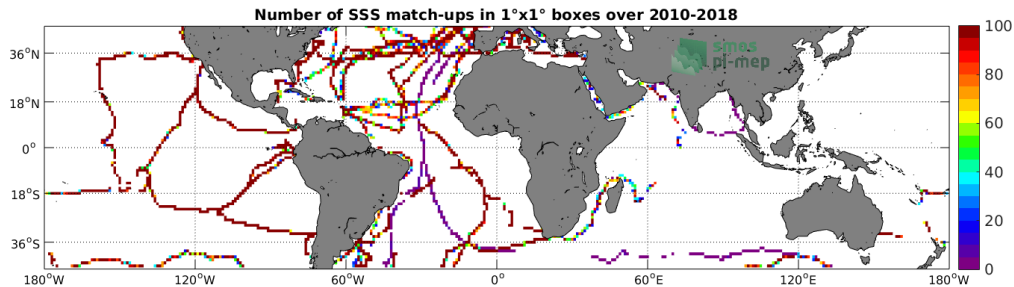 Number of SSS match-ups in 1°x1° boxes over 2010-2018
smos
pi-mep
36°N
18°N
0°
18°S
36°S
180°W
120°W
60°W
0°
60°E
120°E
180°W
100
80
60
40
20
0